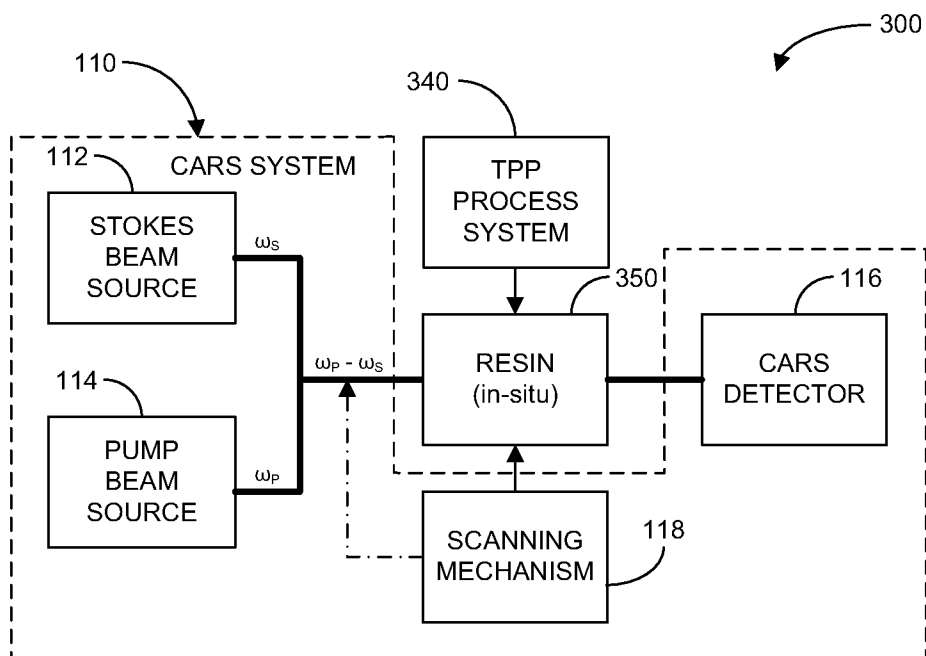 300
110
340
112
CARS SYSTEM
TPP
PROCESS
SYSTEM
STOKES
BEAM
SOURCE
ωS
350
116
ωP - ωS
RESIN
(in-situ)
CARS
DETECTOR
114
PUMP
BEAM
SOURCE
ωP
SCANNING
MECHANISM
118